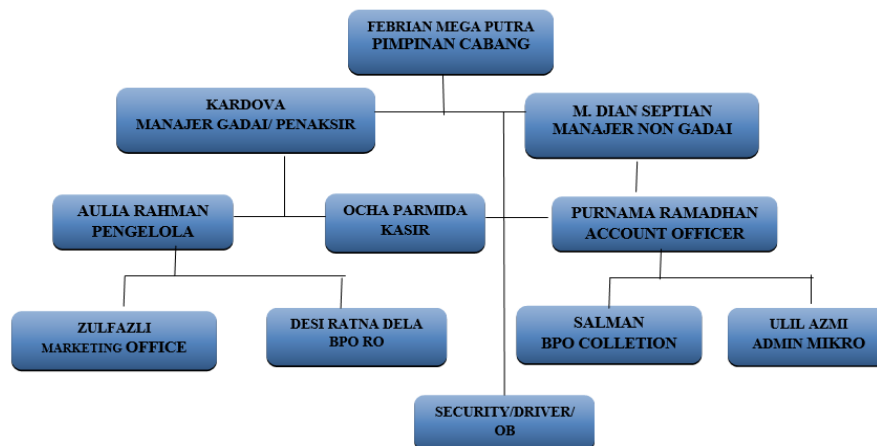 FEBRIAN MEGA PUTRA
PIMPINAN CABANG
KARDOVA
MANAJER GADAI/ PENAKSIR
M. DIAN SEPTIAN
MANAJER NON GADAI
AULIA RAHMAN
PENGELOLA
OCHA PARMIDA
KASIR
PURNAMA RAMADHAN
ACCOUNT OFFICER
ZULFAZLI
MARKETING OFFICE
DESI RATNA DELA
BPO RO
SALMAN
BPO COLLETION
ULIL AZMI
ADMIN MIKRO
SECURITY/DRIVER/
OB